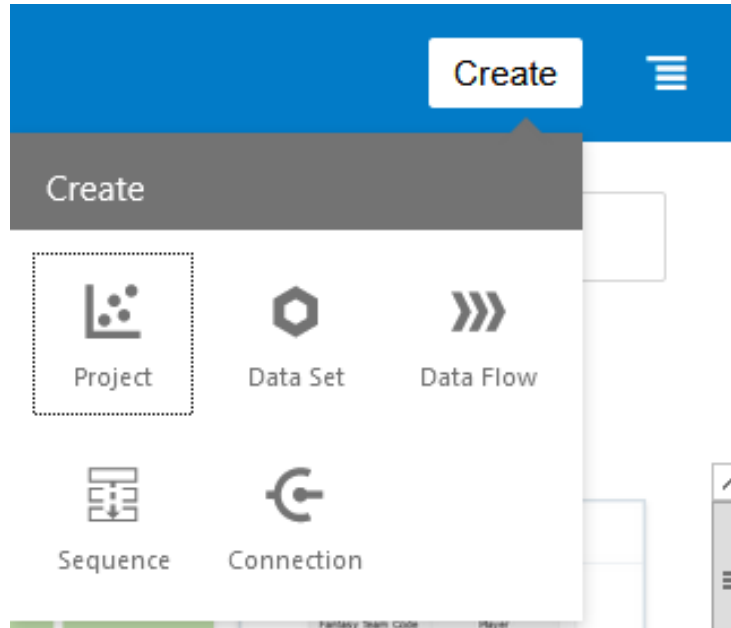 Create
Create
Project
Data Set
Data Flow
Sequence
Connection
Fantasy Team Code
Player